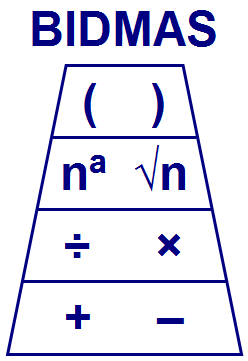 BIDMAS
( )
nª √n
÷ ×
+ −